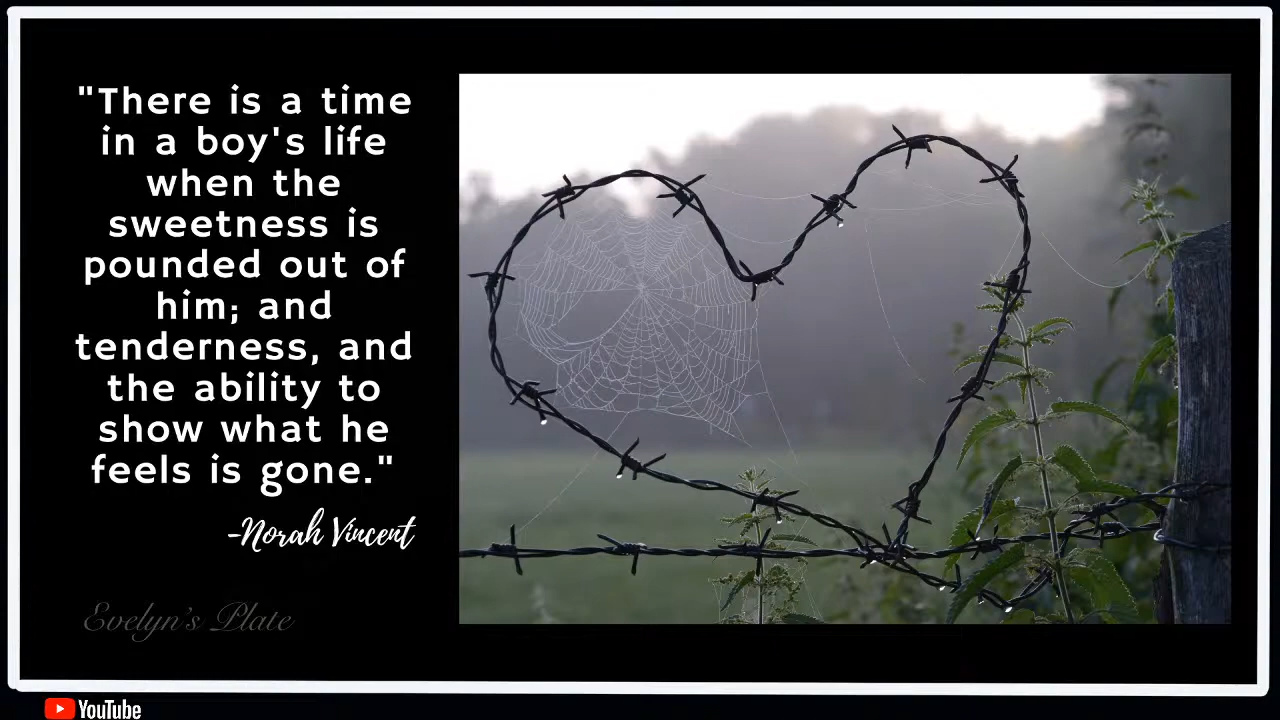 "There is a time
in a boy's life
when the
sweetness is
pounded out of
him; and
tenderness, and
the ability to
show what he
feels is gone."
-Norah Vincent
Evelyn's Plate
YouTube